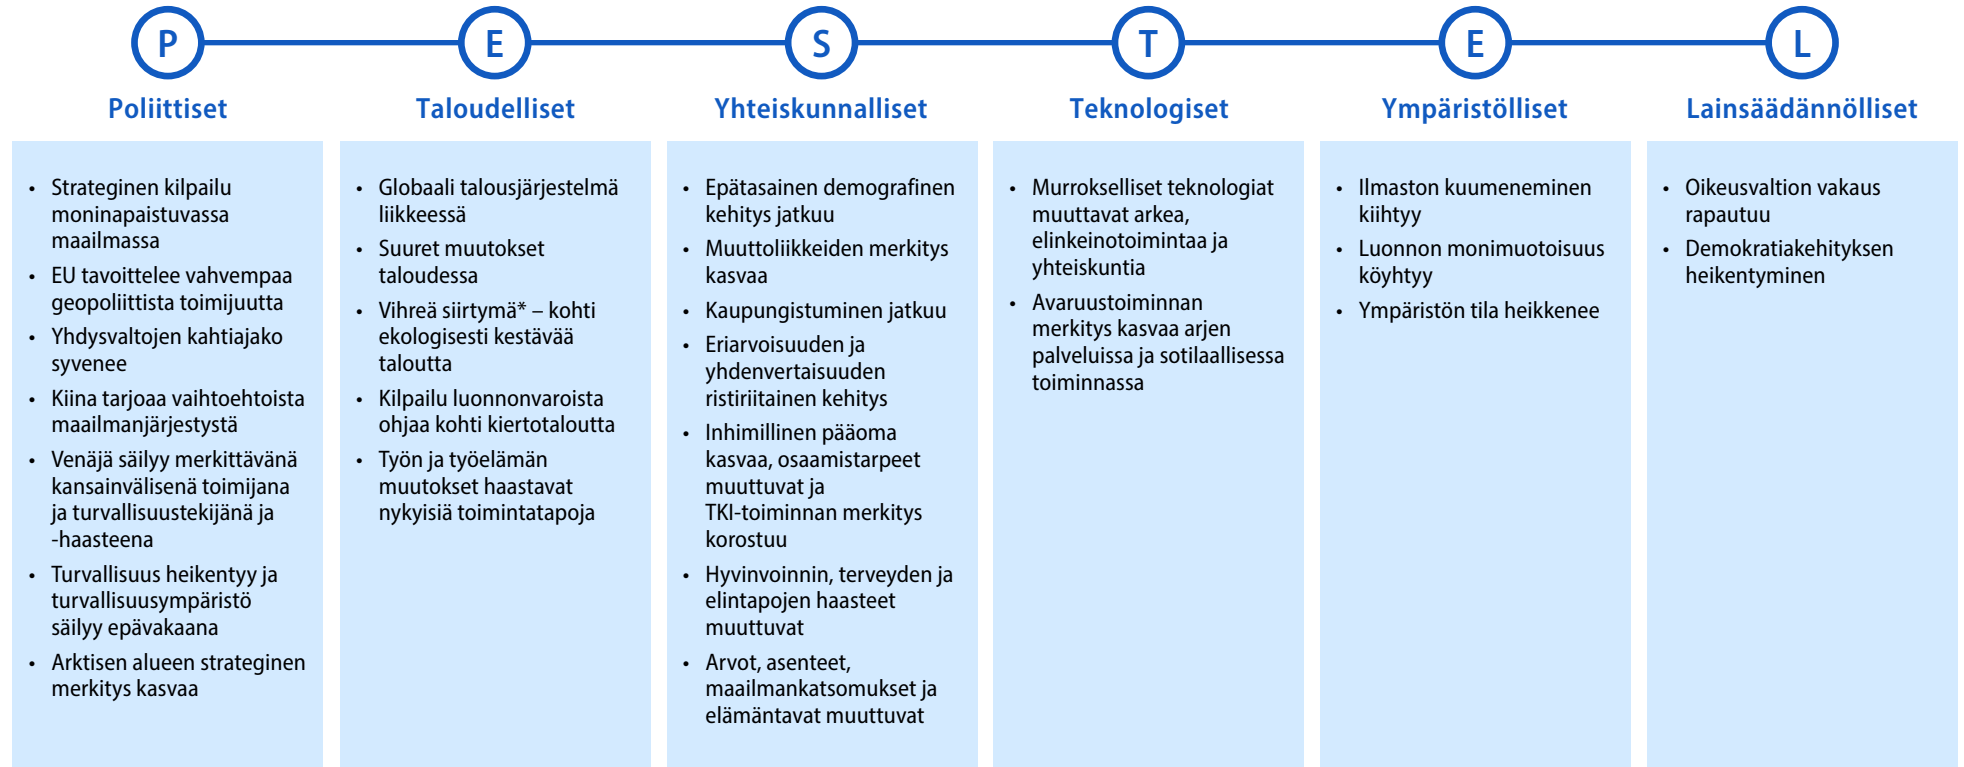 P
E
S
T
E
L
Poliittiset
Taloudelliset
Yhteiskunnalliset
Teknologiset
Ympäristölliset
Lainsäädännölliset
• Strateginen kilpailu
moninapaistuvassa
maailmassa
• EU tavoittelee vahvempaa
geopoliittista toimijuutta
• Yhdysvaltojen kahtiajako
syvenee
• Kiina tarjoaa vaihtoehtoista
maailmanjärjestystä
• Venäjä säilyy merkittävänä
kansainvälisenä toimijana
ja turvallisuustekijänä ja
-haasteena
• Turvallisuus heikentyy ja
turvallisuusympäristö
säilyy epävakaana
• Arktisen alueen strateginen
merkitys kasvaa
• Globaali talousjärjestelmä
liikkeessä
• Suuret muutokset
taloudessa
• Vihreä siirtymä* – kohti
ekologisesti kestävää
taloutta
• Kilpailu luonnonvaroista
ohjaa kohti kiertotaloutta
• Työn ja työelämän
muutokset haastavat
nykyisiä toimintatapoja
• Epätasainen demografinen
kehitys jatkuu
• Muuttoliikkeiden merkitys
kasvaa
• Kaupungistuminen jatkuu
• Eriarvoisuuden ja
yhdenvertaisuuden
ristiriitainen kehitys
• Inhimillinen pääoma
kasvaa, osaamistarpeet
muuttuvat ja
TKI-toiminnan merkitys
korostuu
• Hyvinvoinnin, terveyden ja
elintapojen haasteet
muuttuvat
• Arvot, asenteet,
maailmankatsomukset ja
elämäntavat muuttuvat
• Murrokselliset teknologiat
muuttavat arkea,
elinkeinotoimintaa ja
yhteiskuntia
• Avaruustoiminnan
merkitys kasvaa arjen
palveluissa ja sotilaallisessa
toiminnassa
• Ilmaston kuumeneminen
kiihtyy
• Luonnon monimuotoisuus
köyhtyy
• Ympäristön tila heikkenee
• Oikeusvaltion vakaus
rapautuu
• Demokratiakehityksen
heikentyminen